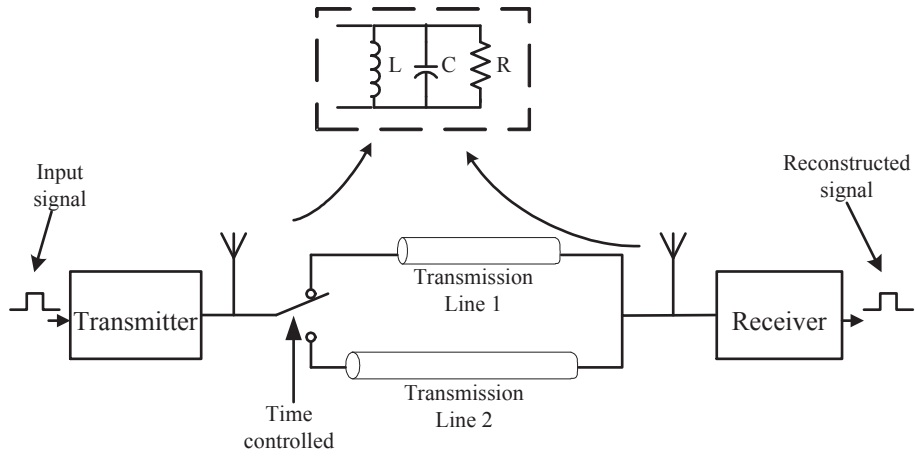 L
C
R
Input
signal
Reconstructed
signal
Transmitter
Transmission
Line 1
Receiver
Transmission
Line 2
Time
controlled